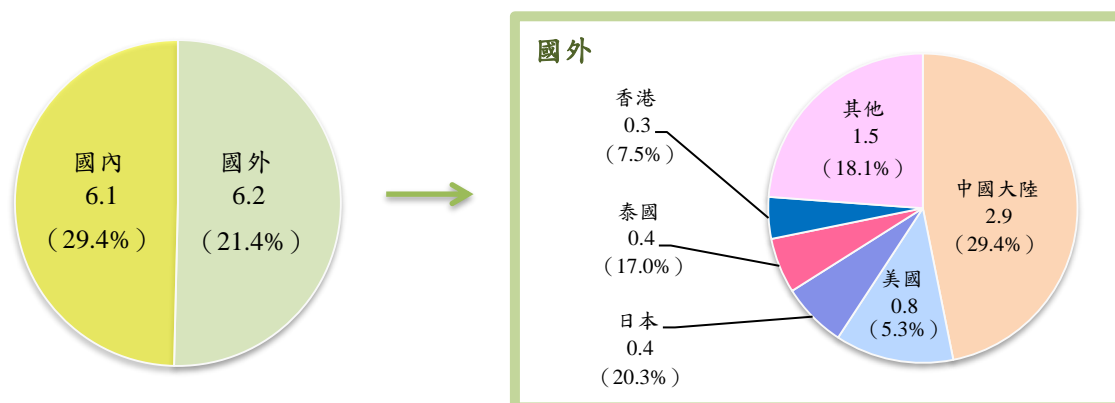 國內
6.1
（29.4%）
國外
6.2
（21.4%）
國外
香港
0.3
（7.5%）
泰國
0.4
（17.0%）
日本
0.4
（20.3%）
其他
1.5
（18.1%）
中國大陸
2.9
（29.4%）
美國
0.8
（5.3%）